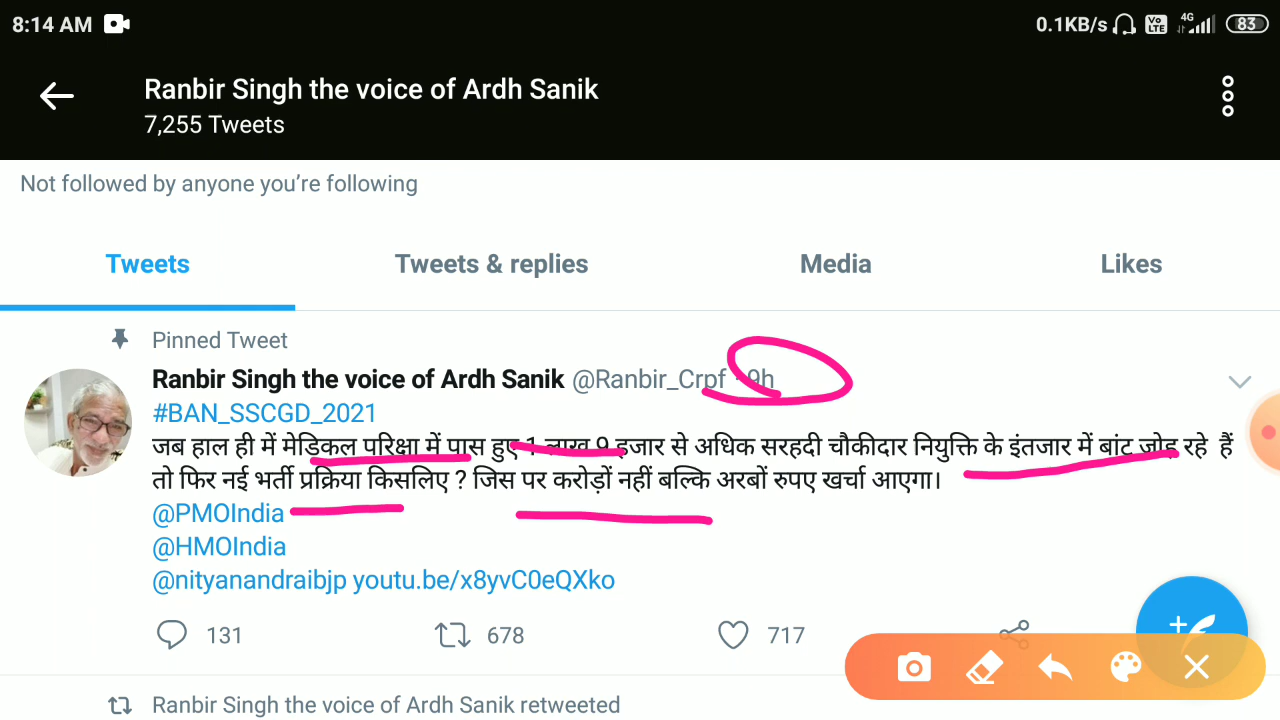 8:14 AM 0.1KB/s Vo LTE 4G 83
Ranbir Singh the voice of Ardh Sanik
7,255 Tweets
Not followed by anyone you're following
Tweets Tweets & replies Media Likes
Pinned Tweet
Ranbir Singh the voice of Ardh Sanik @Ranbir_Crpf · 9h
#BAN_SSCGD_2021
जब हाल ही में मेडिकल परिक्षा में पास हुए 1 लाख 9 हजार से अधिक सरहदी चौकीदार नियुक्ति के इंतजार में बांट जोह रहे हैं
तो फिर नई भर्ती प्रक्रिया किसलिए ? जिस पर करोड़ों नहीं बल्कि अरबों रुपए खर्चा आएगा।
@PMOIndia
@HMOIndia
@nityanandraibjp youtu.be/x8yvC0eQXko
131 678 717
Ranbir Singh the voice of Ardh Sanik retweeted